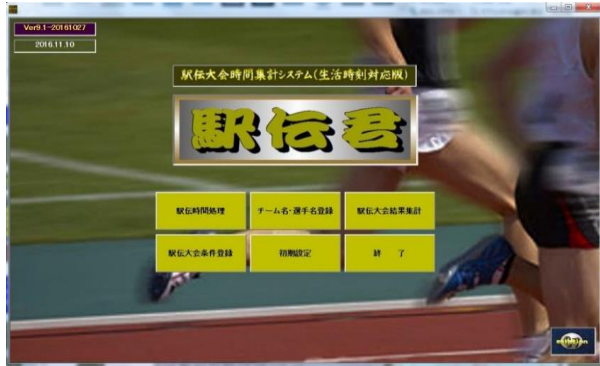 Ver9.1-20161027
2016.11.10
駅伝大会時間集計システム(生活時刻対応版)
駅伝君
駅伝時間処理
チーム名・選手名登録
駅伝大会結果集計
駅伝大会条件登録
初期設定
終 了